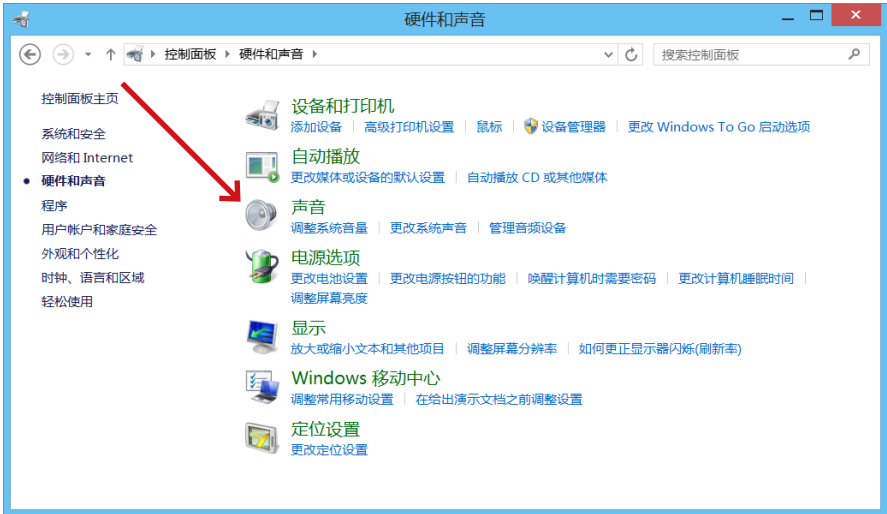 硬件和声音
控制面板 硬件和声音
搜索控制面板
控制面板主页
系统和安全
网络和 Internet
硬件和声音
程序
用户帐户和家庭安全
外观和个性化
时钟、语言和区域
轻松使用
设备和打印机
添加设备 高级打印机设置 鼠标 设备管理器 更改 Windows To Go 启动选项
自动播放
更改媒体或设备的默认设置 自动播放 CD 或其他媒体
声音
调整系统音量 更改系统声音 管理音频设备
电源选项
更改电池设置 更改电源按钮的功能 唤醒计算机时需要密码 更改计算机睡眠时间
调整屏幕亮度
显示
放大或缩小文本和其他项目 调整屏幕分辨率 如何更正显示器闪烁(刷新率)
Windows 移动中心
调整常用移动设置 在给出演示文档之前调整设置
定位设置
更改定位设置